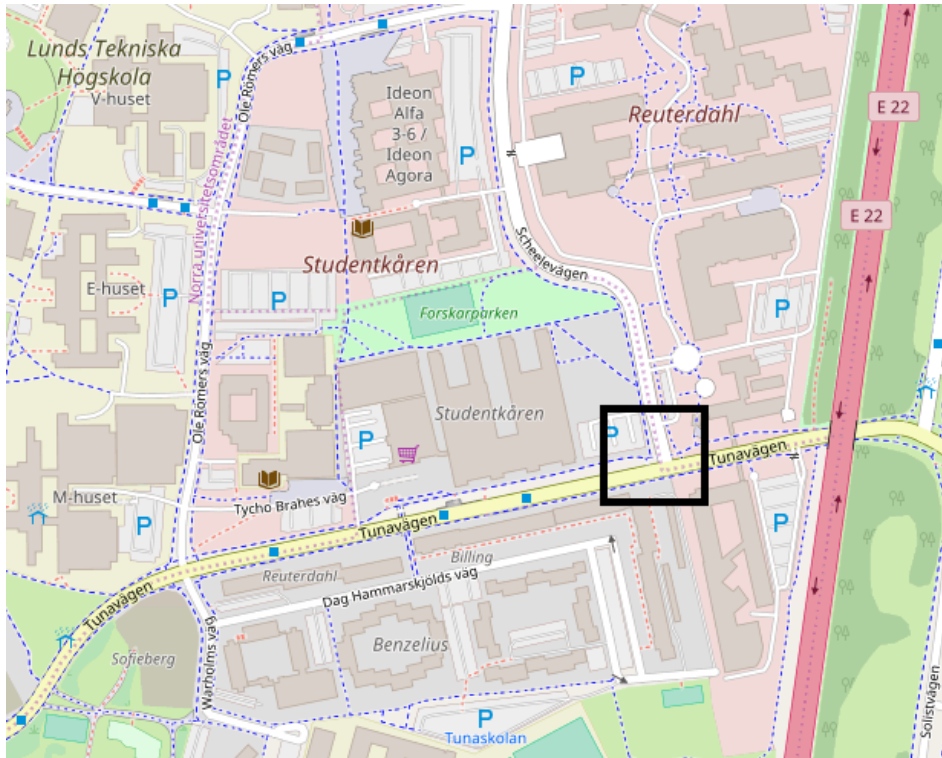 Lunds Tekniska
Högskola
V-huset
P
Ole Römers väg
Ideon
Alfa
3-6 /
Ideon
Agora
P
P
Reuterdahl
E 22
E 22
Norra universitetsområdet
Studentkåren
Scheelevägen
E-huset
P
P
P
Forskarparken
Ole Römers väg
Studentkåren
P
P
Tunavägen
M-huset
P
Tycho Brahes väg
Tunavägen
P
Reuterdahl
Billing
Dag Hammarskjölds väg
Tunavägen
Warholms väg
Sofieberg
Benzelius
P
Tunaskolan
Solistvägen